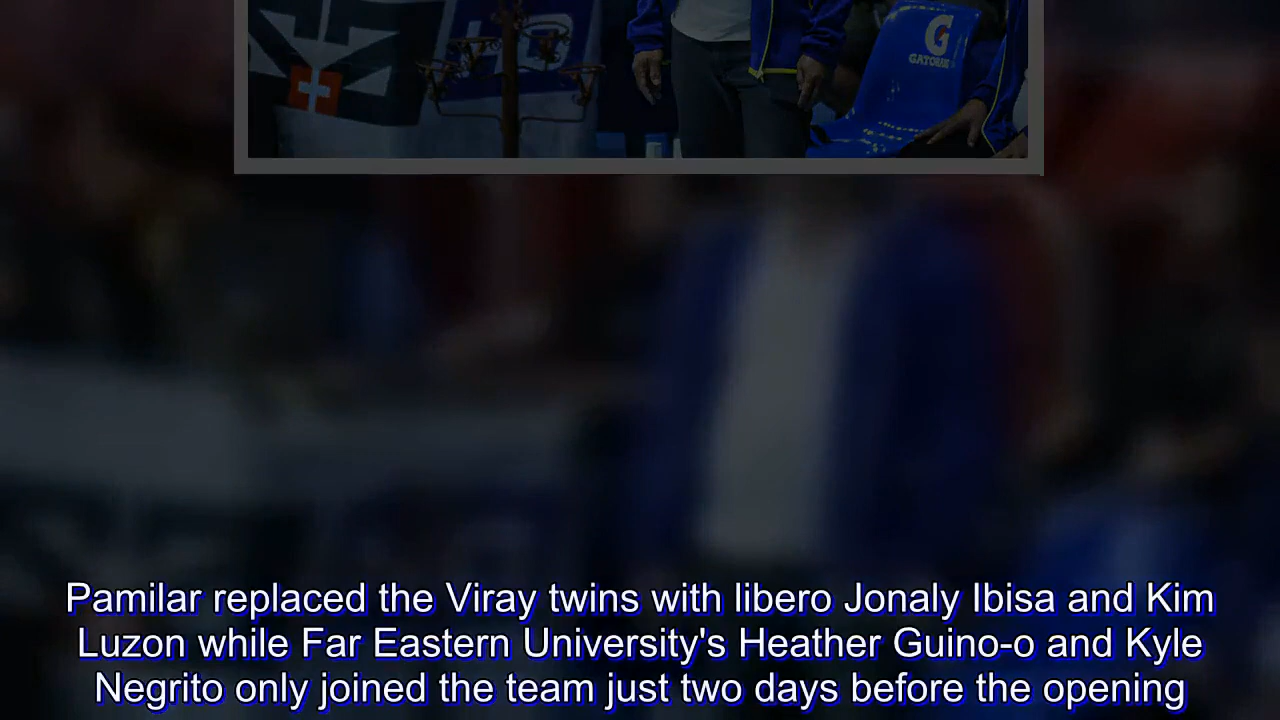 G
GATORADE
Pamilar replaced the Viray twins with libero Jonaly Ibisa and Kim
Luzon while Far Eastern University's Heather Guino-o and Kyle
Negrito only joined the team just two days before the opening